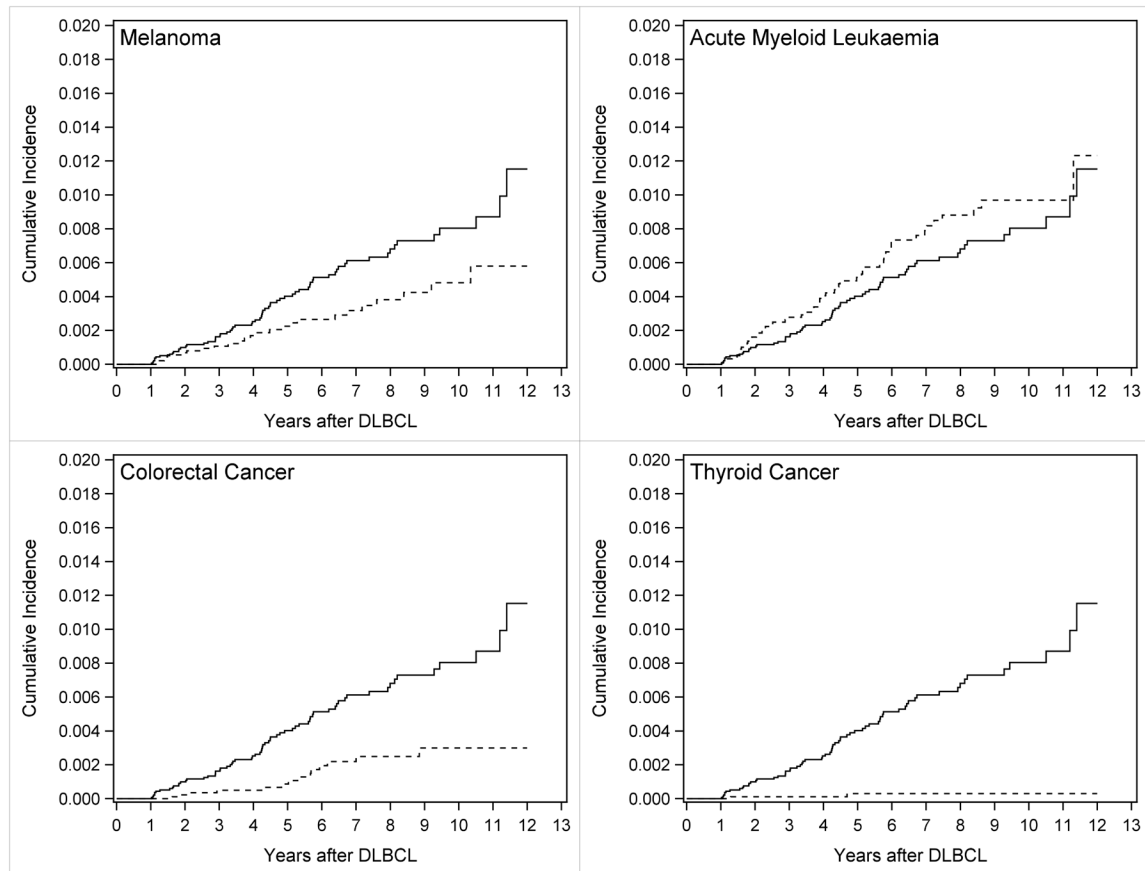 Melanoma
Cumulative Incidence
0.020
0.018
0.016
0.014
0.012
0.010
0.008
0.006
0.004
0.002
0.000
0 1 2 3 4 5 6 7 8 9 10 11 12 13
Years after DLBCL
Acute Myeloid Leukaemia
Cumulative Incidence
0.020
0.018
0.016
0.014
0.012
0.010
0.008
0.006
0.004
0.002
0.000
0 1 2 3 4 5 6 7 8 9 10 11 12 13
Years after DLBCL
Colorectal Cancer
Cumulative Incidence
0.020
0.018
0.016
0.014
0.012
0.010
0.008
0.006
0.004
0.002
0.000
0 1 2 3 4 5 6 7 8 9 10 11 12 13
Years after DLBCL
Thyroid Cancer
Cumulative Incidence
0.020
0.018
0.016
0.014
0.012
0.010
0.008
0.006
0.004
0.002
0.000
0 1 2 3 4 5 6 7 8 9 10 11 12 13
Years after DLBCL